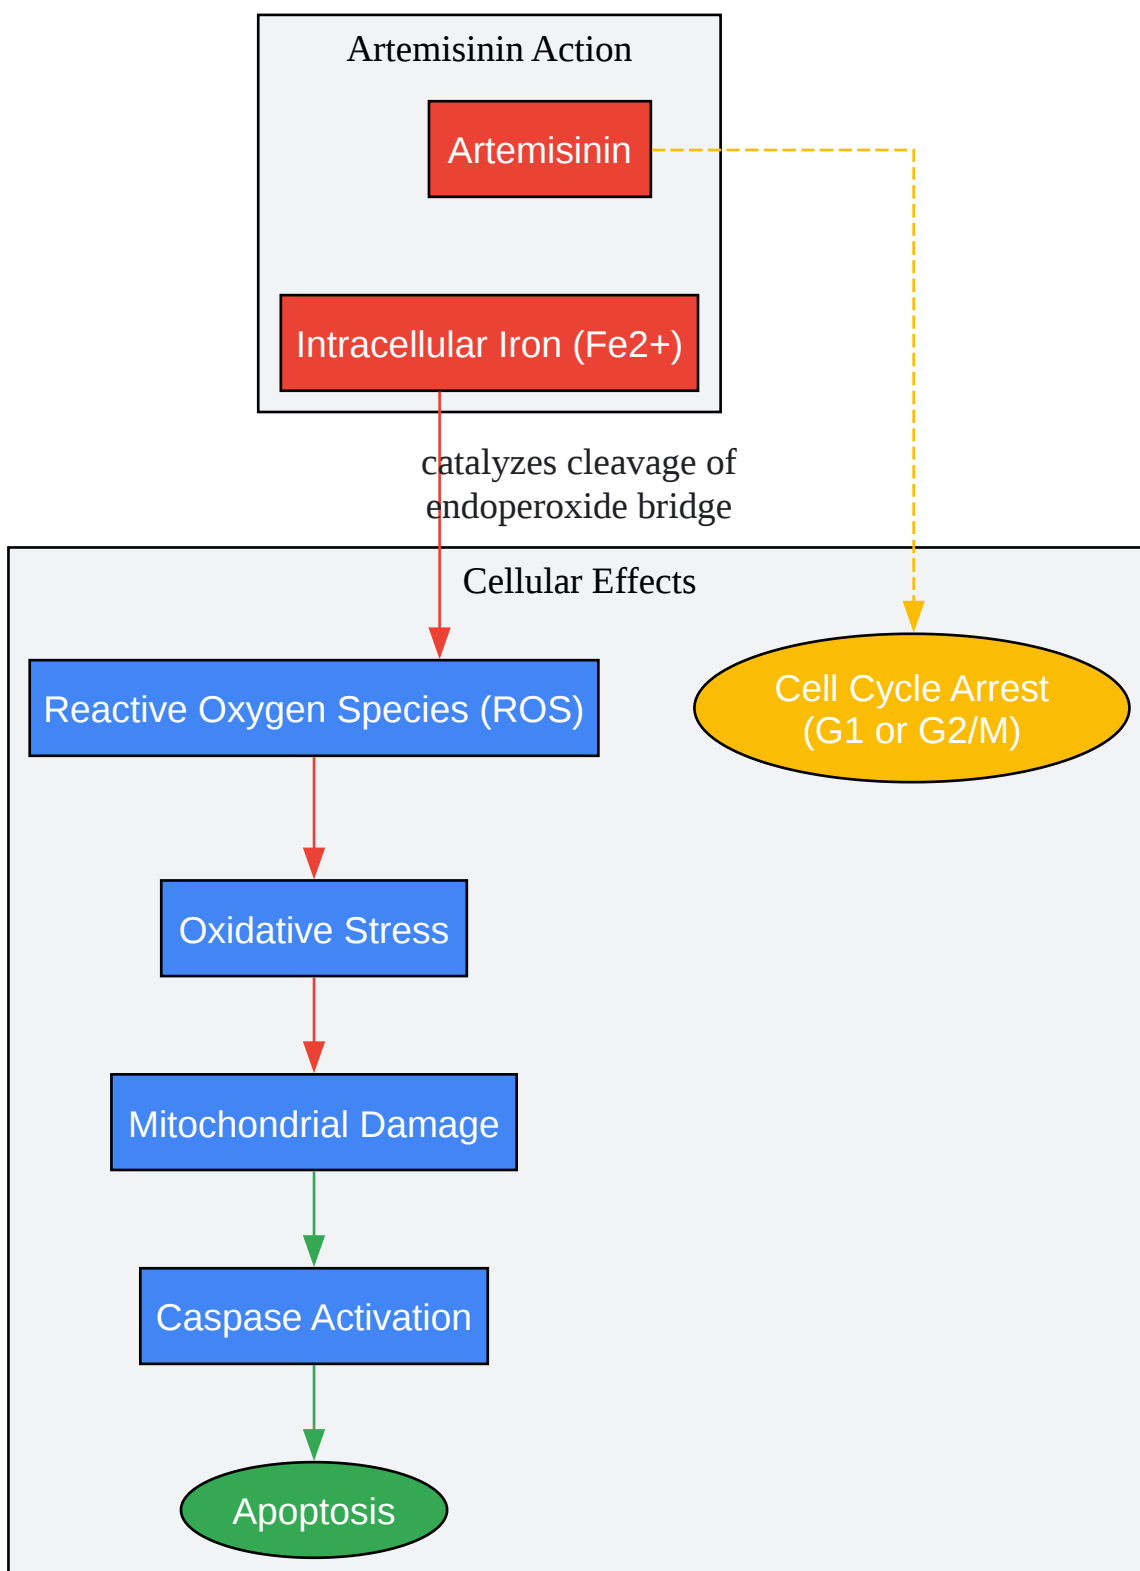 Artemisinin Action
Artemisinin
Intracellular Iron (Fe2+)
catalyzes cleavage of
endoperoxide bridge
Cellular Effects
Reactive Oxygen Species (ROS)
Cell Cycle Arrest
(G1 or G2/M)
Oxidative Stress
Mitochondrial Damage
Caspase Activation
Apoptosis